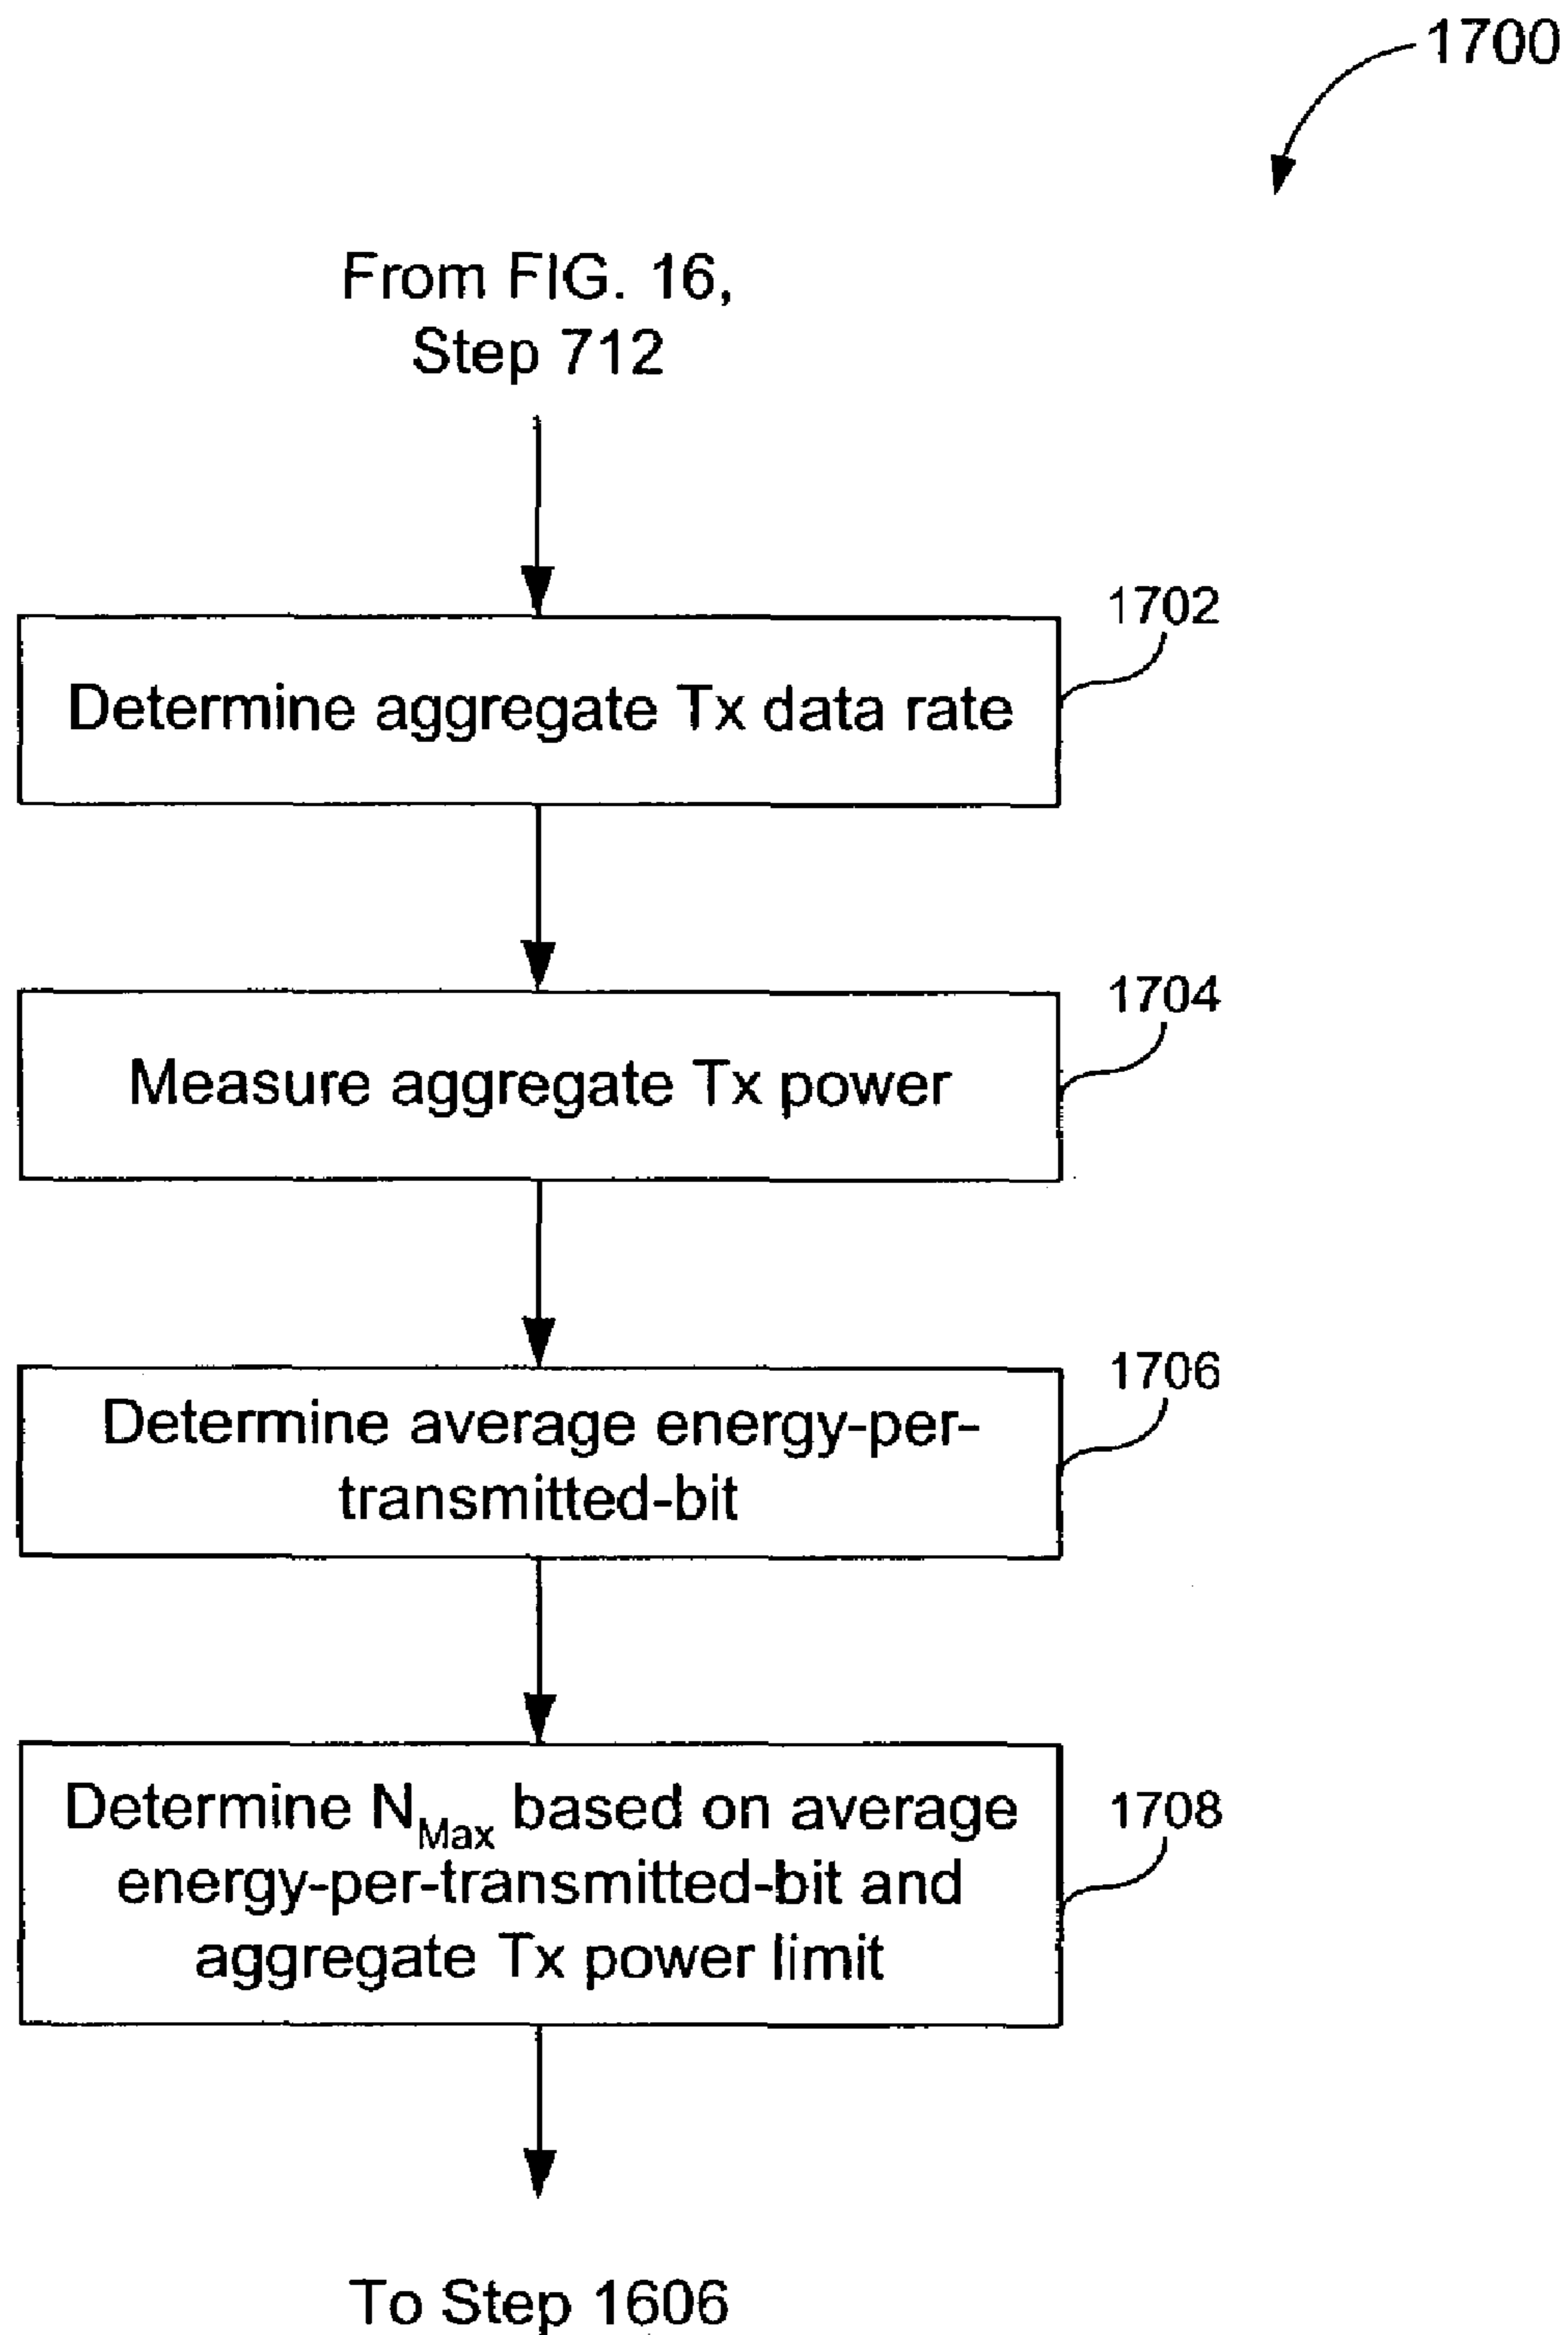 1700
From FIG. 16,
Step 712
1702
Determine aggregate Tx data rate
1704
Measure aggregate Tx power
1706
Determine average energy-per-
transmitted-bit
1708
Determine NMax based on average
energy-per-transmitted-bit and
aggregate Tx power limit
To Step 1606